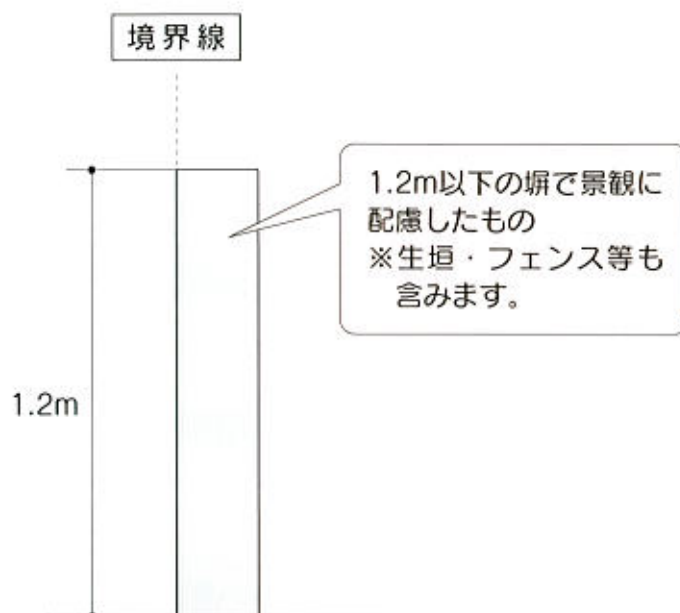 境界線
1.2m以下の塀で景観に
配慮したもの
※生垣・フェンス等も
含みます。
1.2m